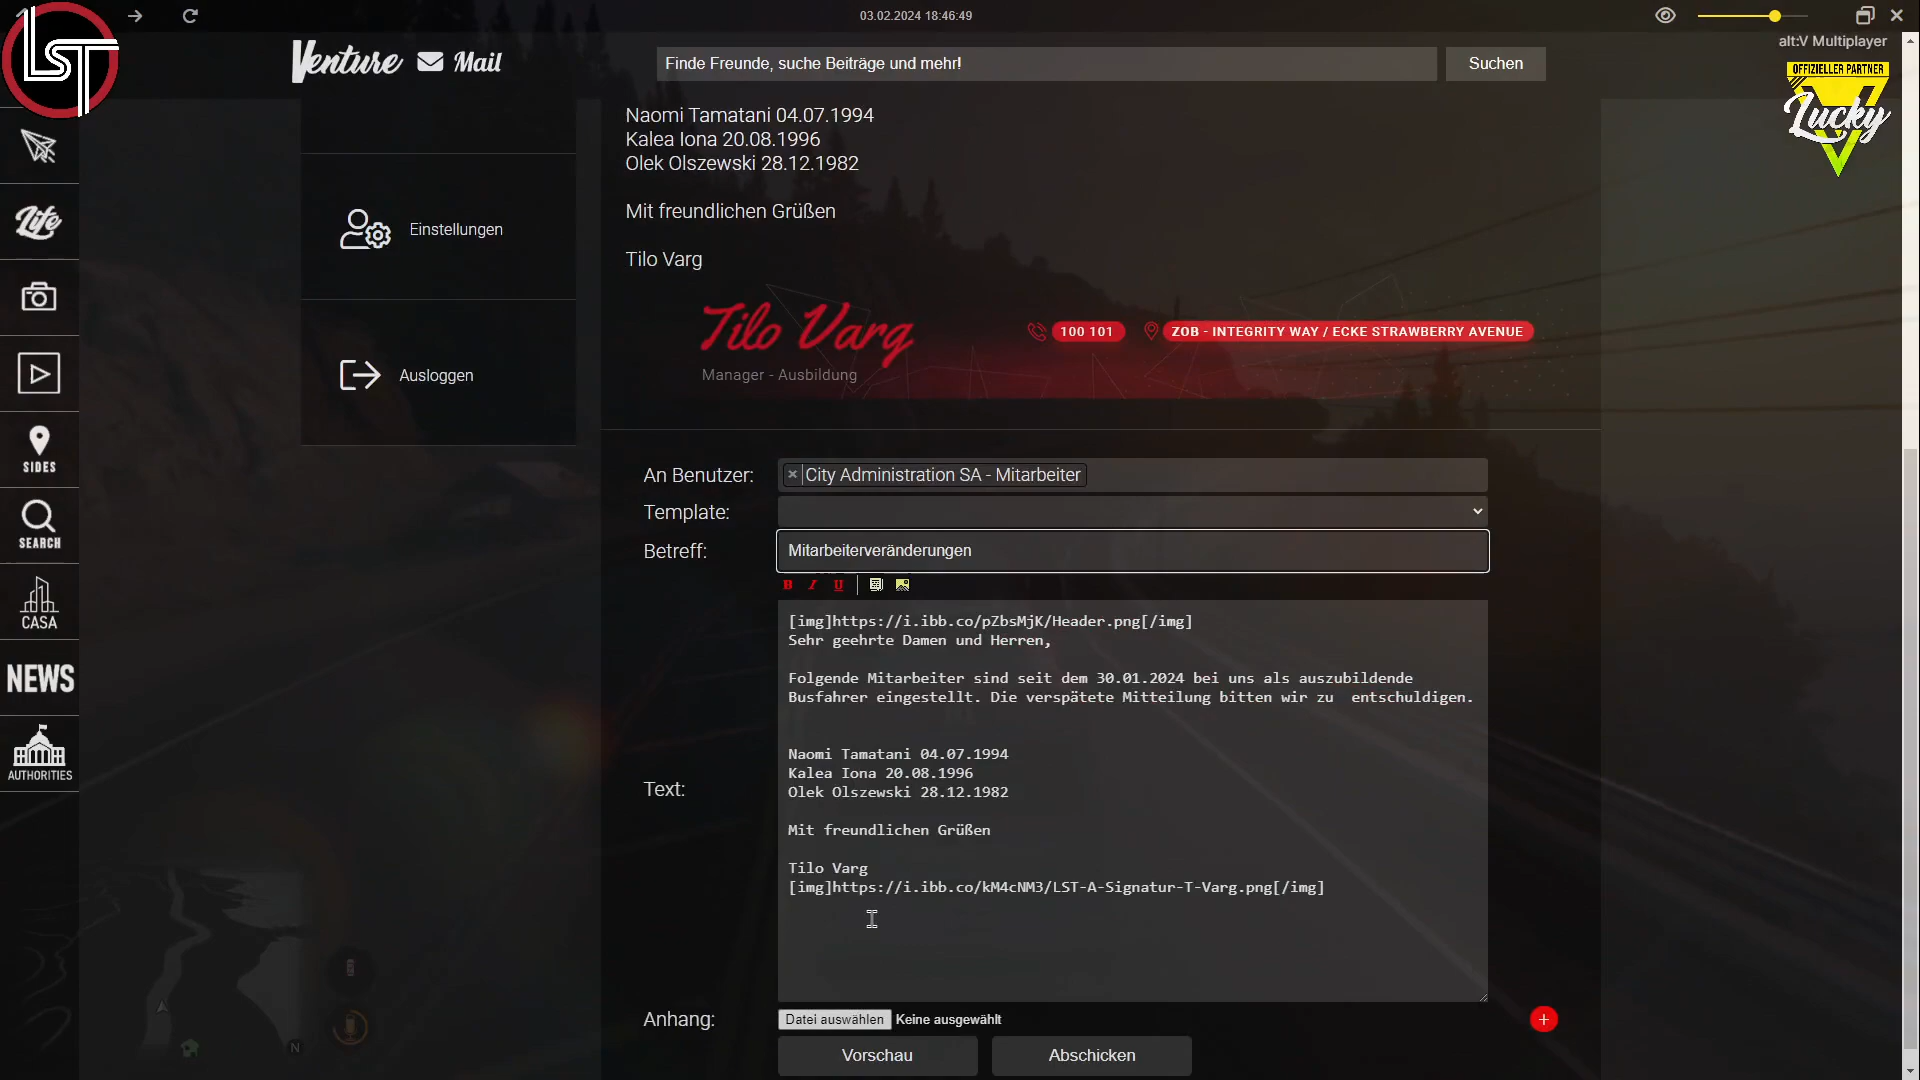 03.02.2024 18:46:49
LST
Venture Mail
Finde Freunde, suche Beiträge und mehr!
Suchen
alt:V Multiplayer
OFFIZIELLER PARTNER
Lucky
Life
SIDES
SEARCH
CASA
NEWS
AUTHORITIES
Einstellungen
Ausloggen
Naomi Tamatani 04.07.1994
Kalea Iona 20.08.1996
Olek Olszewski 28.12.1982
Mit freundlichen Grüßen
Tilo Varg
Tilo Varg
Manager - Ausbildung
100 101
ZOB - INTEGRITY WAY / ECKE STRAWBERRY AVENUE
An Benutzer:
× City Administration SA - Mitarbeiter
Template:
Betreff:
Mitarbeiterveränderungen
B I U
Text:
[img]https://i.ibb.co/pZbsMjK/Header.png[/img]
Sehr geehrte Damen und Herren,
Folgende Mitarbeiter sind seit dem 30.01.2024 bei uns als auszubildende
Busfahrer eingestellt. Die verspätete Mitteilung bitten wir zu  entschuldigen.
Naomi Tamatani 04.07.1994
Kalea Iona 20.08.1996
Olek Olszewski 28.12.1982
Mit freundlichen Grüßen
Tilo Varg
[img]https://i.ibb.co/kM4cNM3/LST-A-Signatur-T-Varg.png[/img]
Anhang:
Datei auswählen Keine ausgewählt
+
Vorschau
Abschicken
N